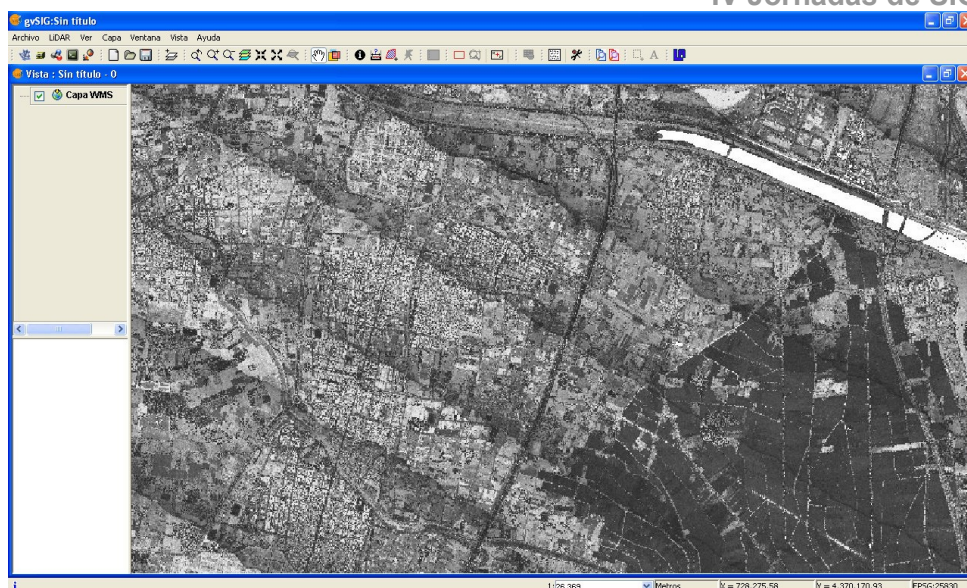 IV Jornadas de SIG
gvSIG:Sin título
Archivo LiDAR Ver Capa Ventana Vista Ayuda
Vista : Sin título - 0
Capa WMS
1:26.369 Metros X = 728.275,58 Y = 4.370.170,93 EPSG:25830